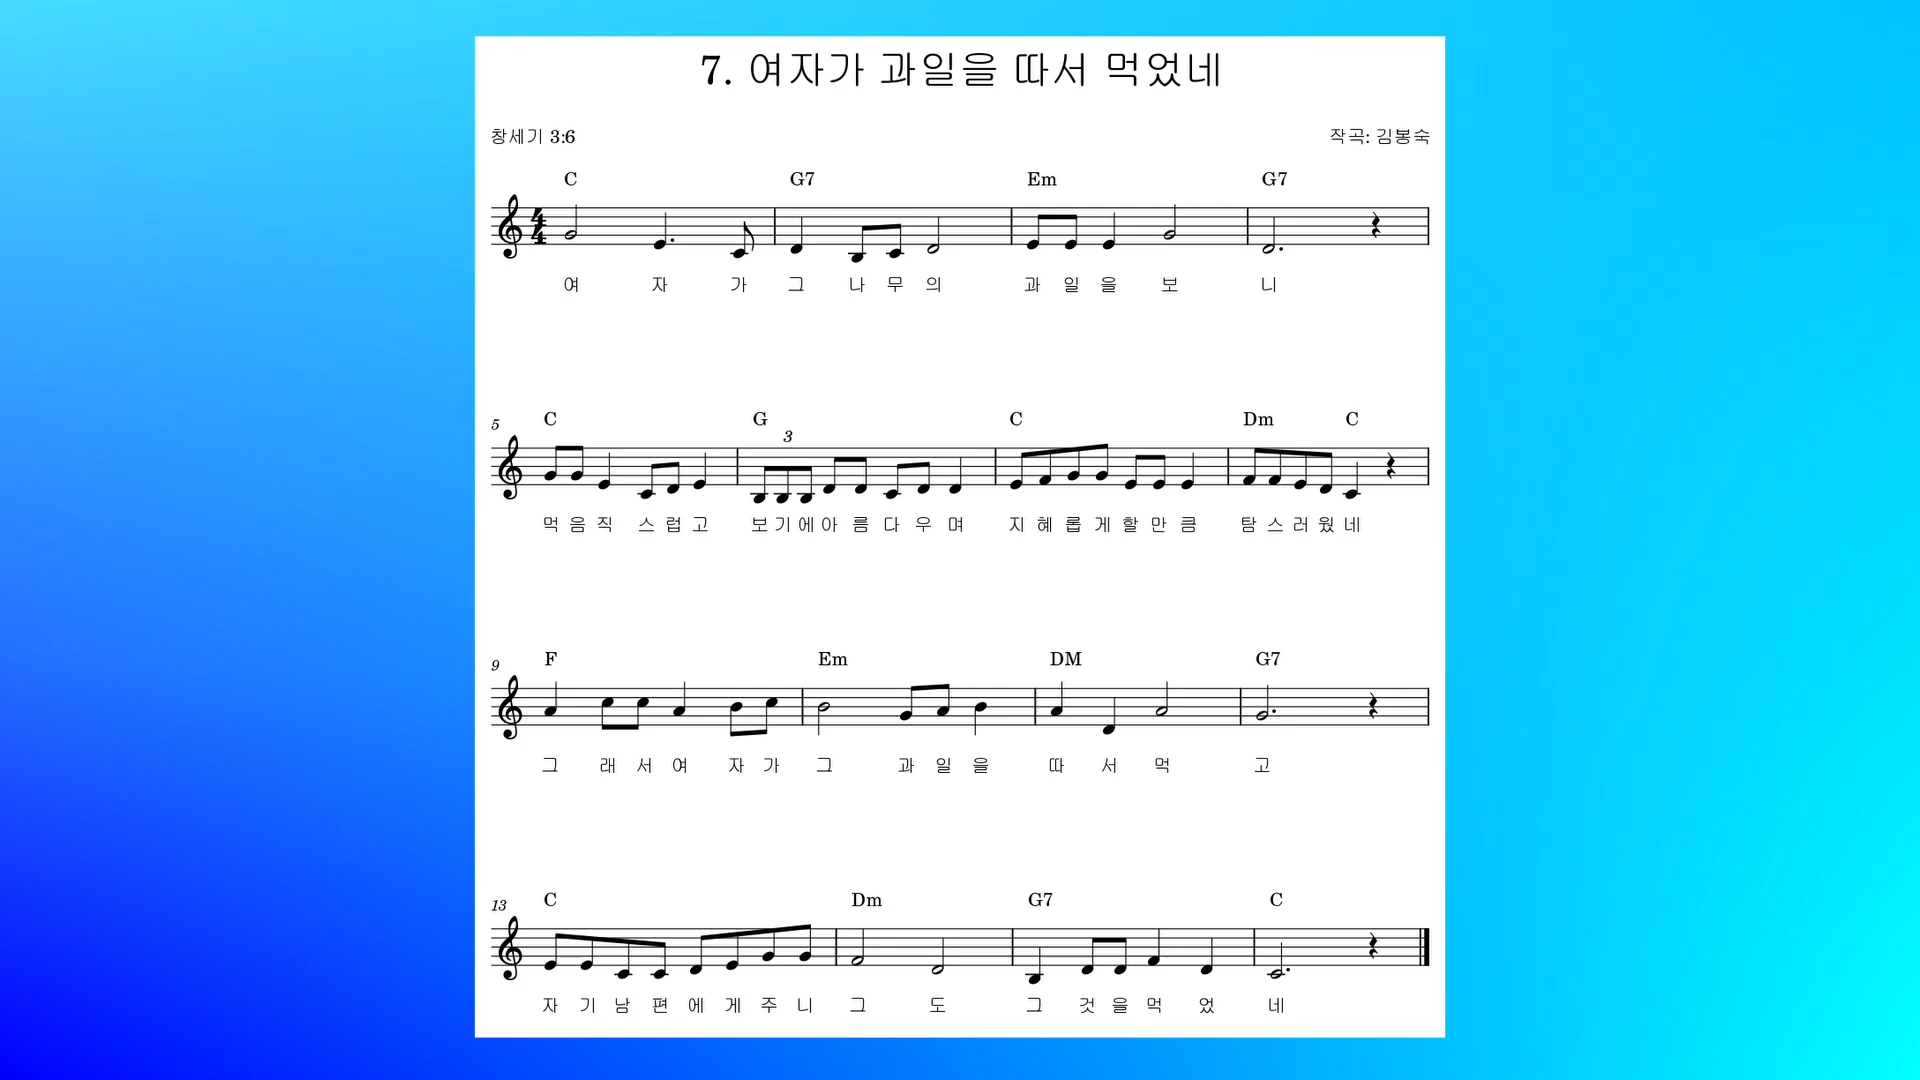 7. 여자가 과일을 따서 먹었네
창세기 3:6 작곡: 김봉숙
C G7 Em G7
4 4
여 자 가 그 나 무 의 과 일 을 보 니
5 C G C Dm C
3
먹 음 직 스 럽 고 보 기 에 아 름 다 우 며 지 혜 롭 게 할 만 큼 탐 스 러 웠 네
9 F Em DM G7
그 래 서 여 자 가 그 과 일 을 따 서 먹 고
13 C Dm G7 C
자 기 남 편 에 게 주 니 그 도 그 것 을 먹 었 네